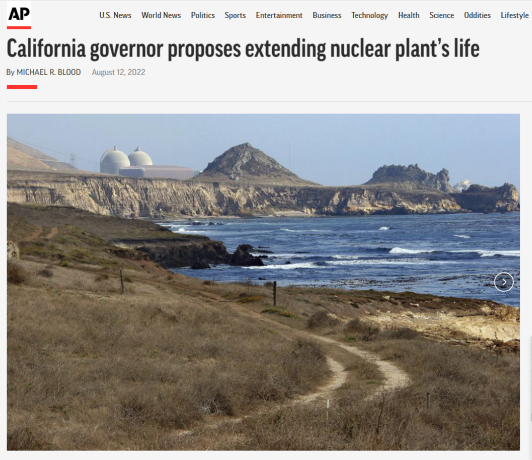 AP
U.S. News World News Politics Sports Entertainment Business Technology Health Science Oddities Lifestyle
California governor proposes extending nuclear plant's life
By MICHAEL R. BLOOD August 12, 2022